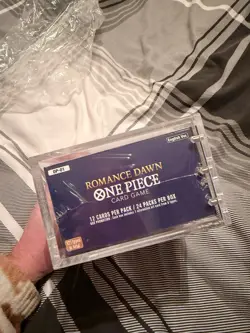 English Ver.
OP-01
ROMANCE DAWN
ONE PIECE
CARD GAME
12 CARDS PER PACK / 24 PACKS PER BOX